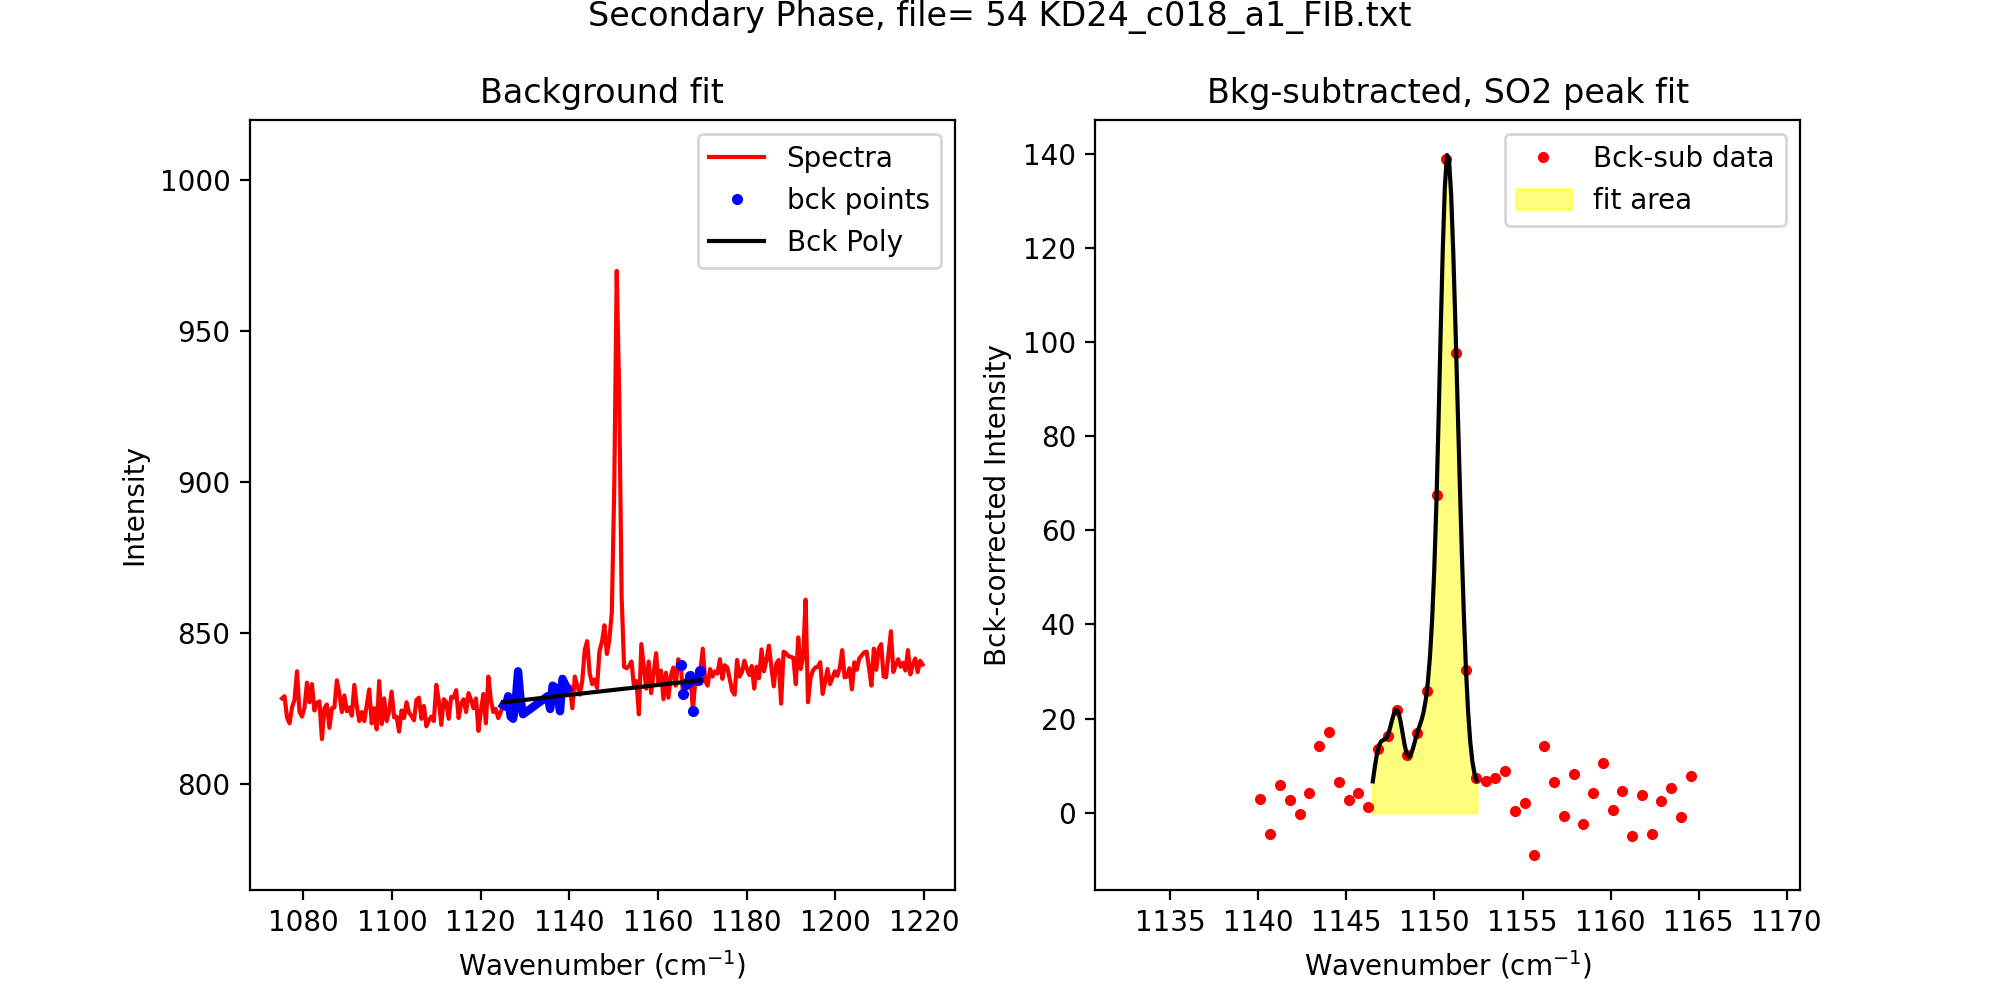 Secondary Phase, file= 54 KD24_c018_a1_FIB.txt
Background fit
Spectra
bck points
Bck Poly
1000
950
900
850
800
Intensity
1080 1100 1120 1140 1160 1180 1200 1220
Wavenumber (cm⁻¹)
Bkg-subtracted, SO2 peak fit
Bck-sub data
fit area
140
120
100
80
60
40
20
0
Bck-corrected Intensity
1135 1140 1145 1150 1155 1160 1165 1170
Wavenumber (cm⁻¹)